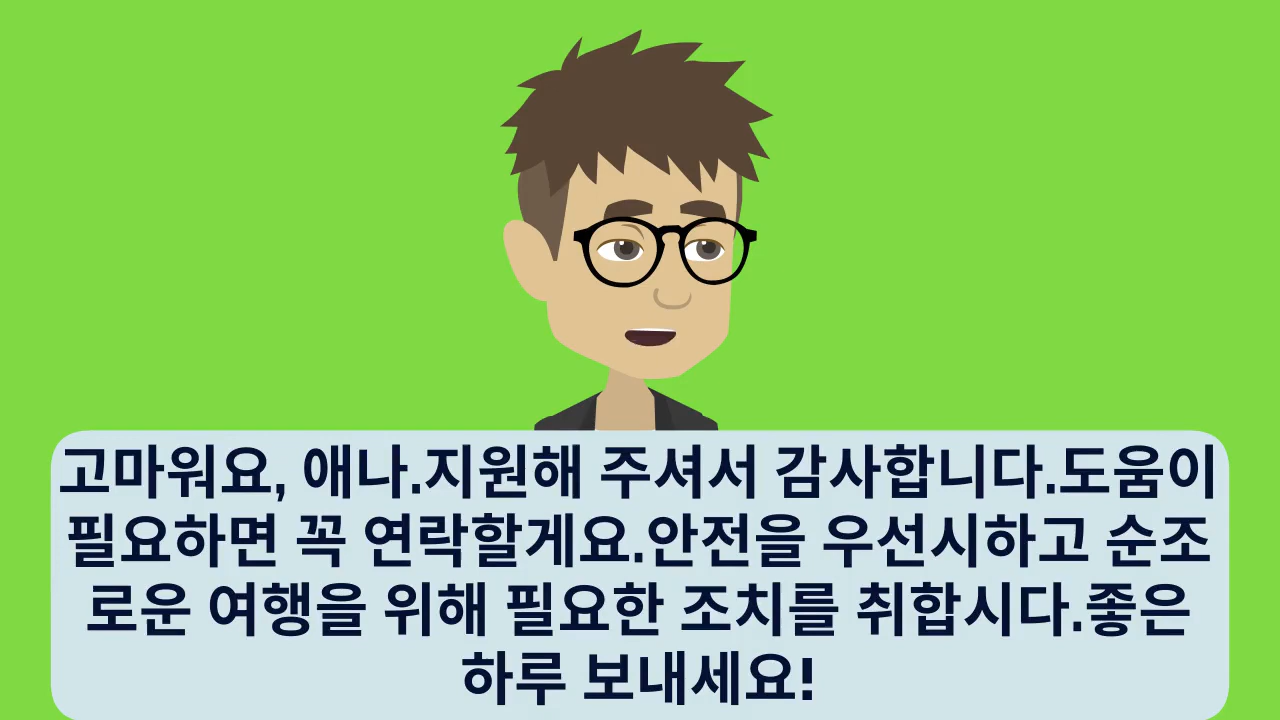 고마워요, 애나.지원해 주셔서 감사합니다.도움이
필요하면 꼭 연락할게요.안전을 우선시하고 순조
로운 여행을 위해 필요한 조치를 취합시다.좋은
하루 보내세요!